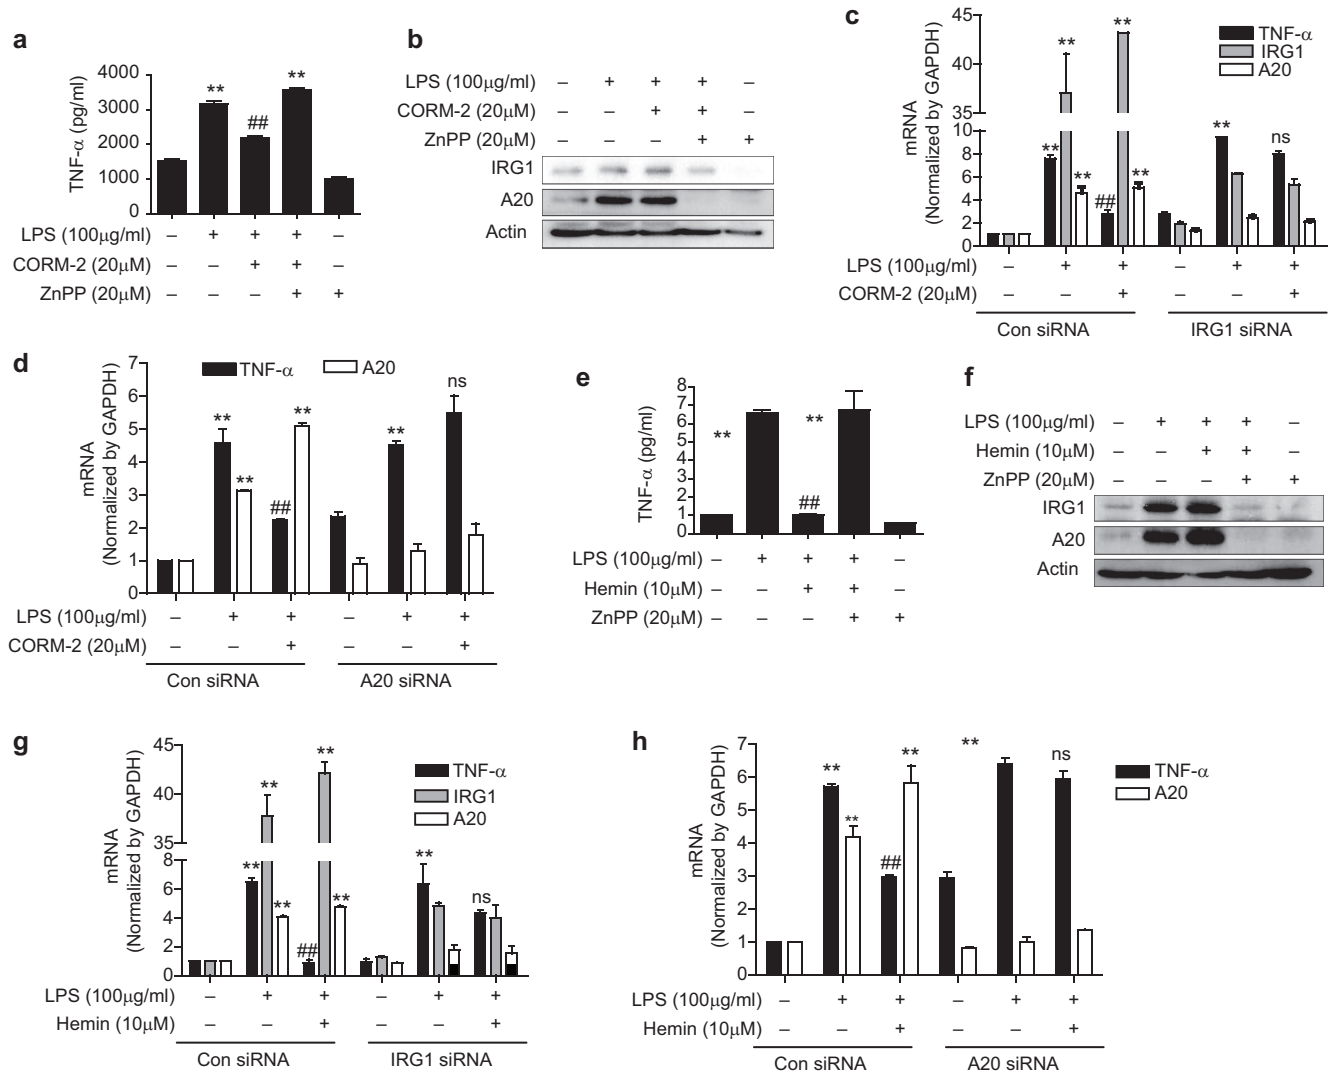 a
TNF-α (pg/ml)
4000
3000
2000
1000
0
** ## **
LPS (100μg/ml) – + + + –
CORM-2 (20μM) – – + + –
ZnPP (20μM) – – – + +
b
LPS (100μg/ml) – + + + –
CORM-2 (20μM) – – + + –
ZnPP (20μM) – – – + +
IRG1
A20
Actin
c
mRNA
(Normalized by GAPDH)
45
40
35
10
8
6
4
2
0
TNF-α
IRG1
A20
** ** ** ## ** ** ** ns
LPS (100μg/ml) – + + – + +
CORM-2 (20μM) – – + – – +
Con siRNA IRG1 siRNA
d
mRNA
(Normalized by GAPDH)
7
6
5
4
3
2
1
0
TNF-α A20
** ** ## ** ** ns
LPS (100μg/ml) – + + – + +
CORM-2 (20μM) – – + – – +
Con siRNA A20 siRNA
e
TNF-α (pg/ml)
8
7
6
5
4
3
2
1
0
** ** ##
LPS (100μg/ml) – + + + –
Hemin (10μM) – – + + –
ZnPP (20μM) – – – + +
f
LPS (100μg/ml) – + + + –
Hemin (10μM) – – + + –
ZnPP (20μM) – – – + +
IRG1
A20
Actin
g
mRNA
(Normalized by GAPDH)
45
40
35
8
6
4
2
0
TNF-α
IRG1
A20
** ** ** ## ** ** ** ns
LPS (100μg/ml) – + + – + +
Hemin (10μM) – – + – – +
Con siRNA IRG1 siRNA
h
mRNA
(Normalized by GAPDH)
7
6
5
4
3
2
1
0
TNF-α
A20
** ** ## ** ** ns
LPS (100μg/ml) – + + – + +
Hemin (10μM) – – + – – +
Con siRNA A20 siRNA